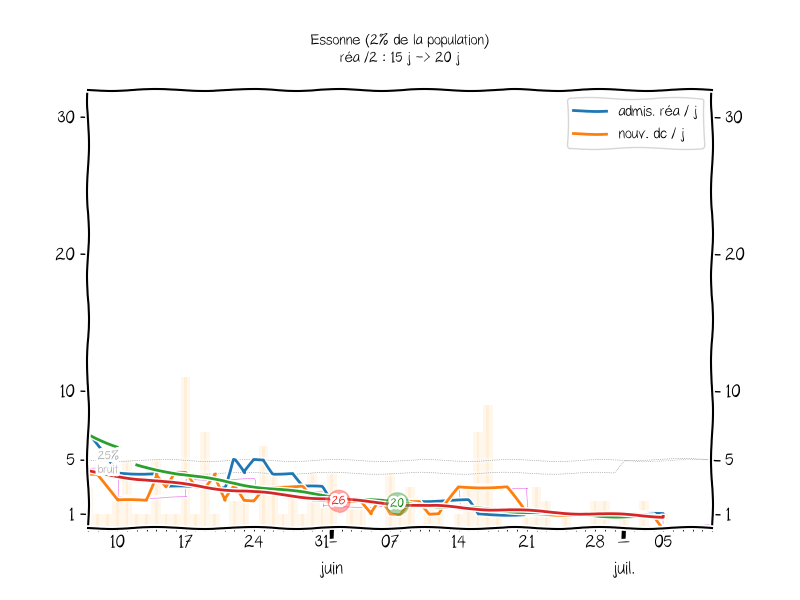 Essonne (2% de la population)
réa /2 : 15 j -> 20 j
30
30
admis. réa / j
nouv. dc / j
20
20
10
10
25%
bruit
5
5
26
20
1
1
10 17 24 31 07 14 21 28 05
juin juil.